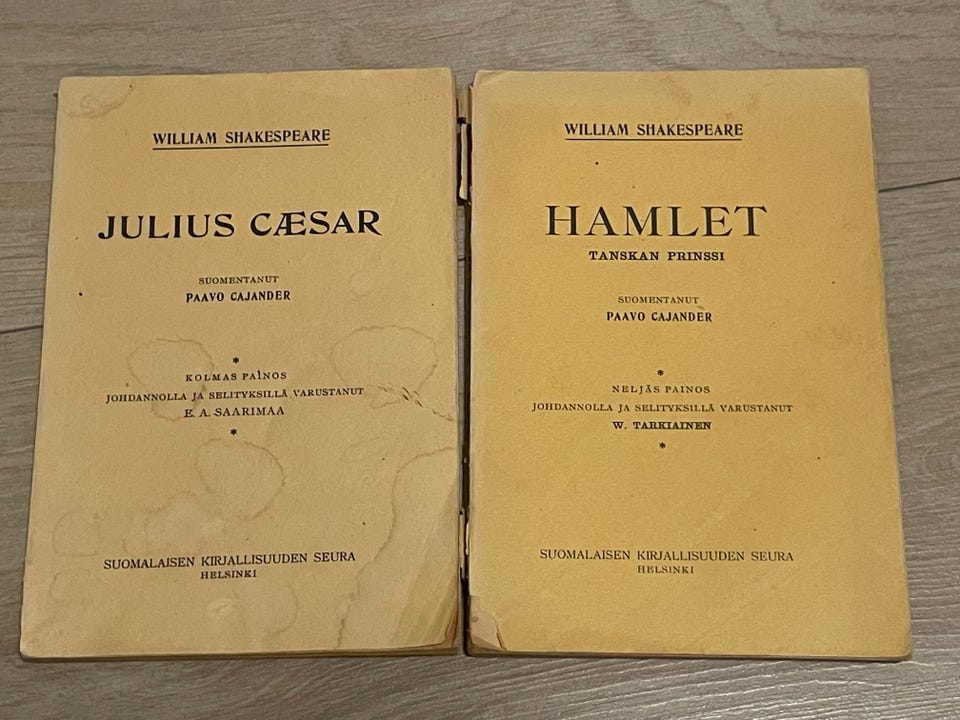 WILLIAM SHAKESPEARE
JULIUS CÆSAR
SUOMENTANUT
PAAVO CAJANDER
*
KOLMAS PAINOS
JOHDANNOLLA JA SELITYKSILLÄ VARUSTANUT
E. A. SAARIMAA
*
SUOMALAISEN KIRJALLISUUDEN SEURA
HELSINKI
WILLIAM SHAKESPEARE
HAMLET
TANSKAN PRINSSI
SUOMENTANUT
PAAVO CAJANDER
*
NELJÄS PAINOS
JOHDANNOLLA JA SELITYKSILLÄ VARUSTANUT
W. TARKIAINEN
*
SUOMALAISEN KIRJALLISUUDEN SEURA
HELSINKI